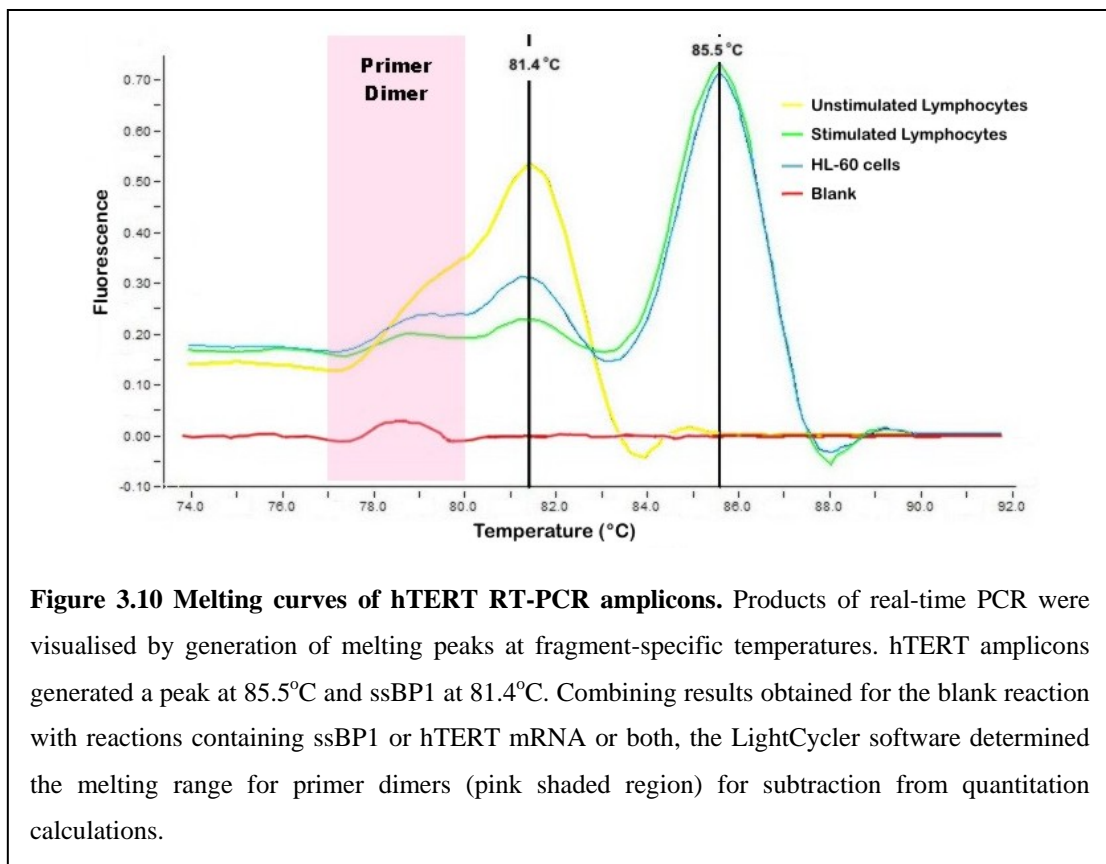 81.4 °C
85.5 °C
Primer
Dimer
Unstimulated Lymphocytes
Stimulated Lymphocytes
HL-60 cells
Blank
Fluorescence
0.70
0.60
0.50
0.40
0.30
0.20
0.10
0.00
-0.10
74.0 76.0 78.0 80.0 82.0 84.0 86.0 88.0 90.0 92.0
Temperature (°C)
Figure 3.10 Melting curves of hTERT RT-PCR amplicons. Products of real-time PCR were
visualised by generation of melting peaks at fragment-specific temperatures. hTERT amplicons
generated a peak at 85.5°C and ssBP1 at 81.4°C. Combining results obtained for the blank reaction
with reactions containing ssBP1 or hTERT mRNA or both, the LightCycler software determined
the melting range for primer dimers (pink shaded region) for subtraction from quantitation
calculations.